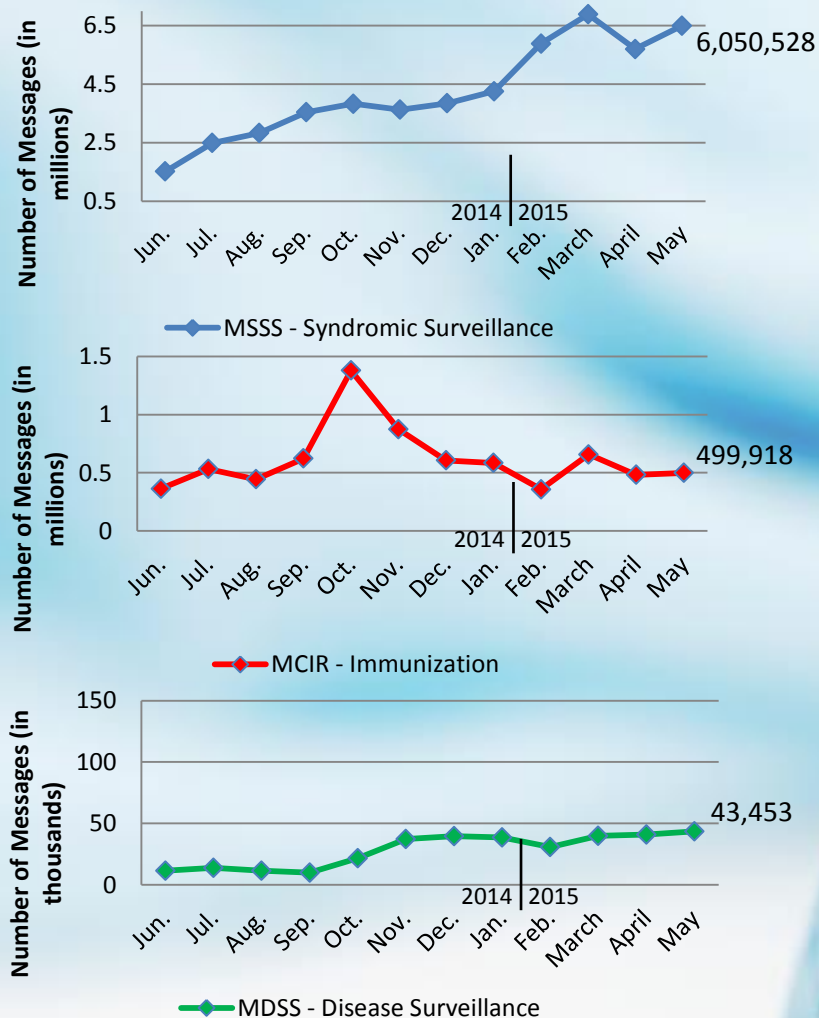 Number of Messages (in
millions)
6.5
4.5
2.5
0.5
6,050,528
2014 2015
Jun.
Jul.
Aug.
Sep.
Oct.
Nov.
Dec.
Jan.
Feb.
March
April
May
MSSS - Syndromic Surveillance
Number of Messages (in
millions)
1.5
1
0.5
0
499,918
2014 2015
Jun.
Jul.
Aug.
Sep.
Oct.
Nov.
Dec.
Jan.
Feb.
March
April
May
MCIR - Immunization
Number of Messages (in
thousands)
150
100
50
0
43,453
2014 2015
Jun.
Jul.
Aug.
Sep.
Oct.
Nov.
Dec.
Jan.
Feb.
March
April
May
MDSS - Disease Surveillance